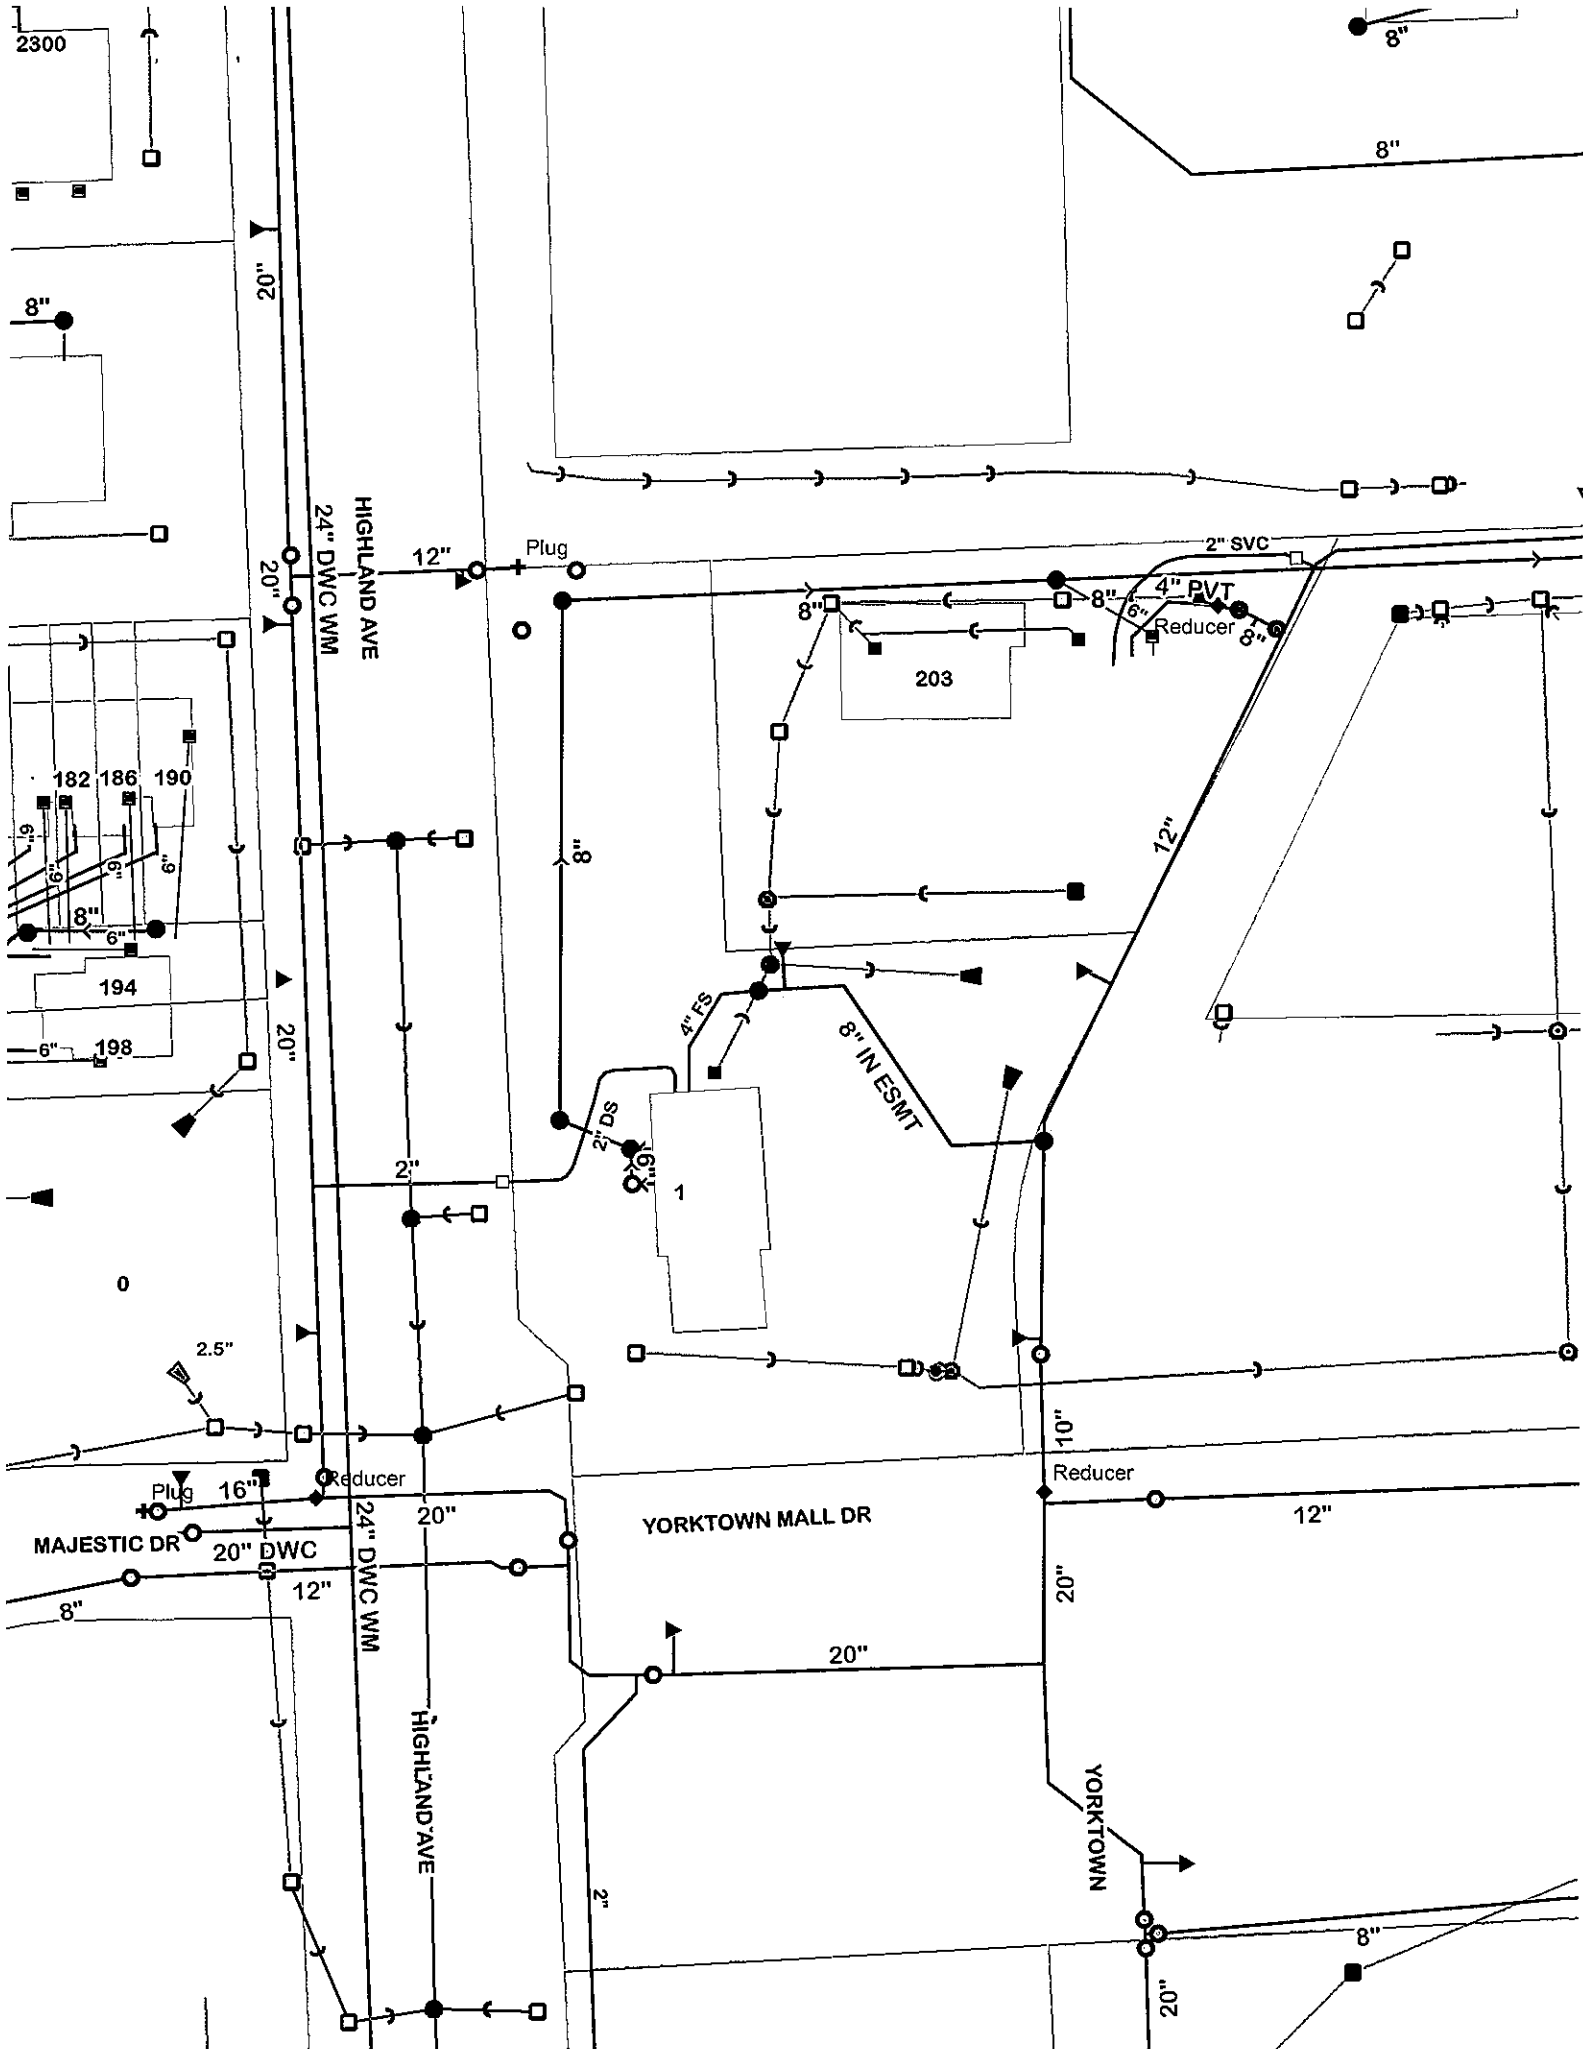 2300
8"
8"
20"
8"
HIGHLAND AVE
24" DWC WM
12"
Plug
2" SVC
20"
8"
8"
4" PVT
6"
Reducer
8"
203
182
186
190
6"
6"
6"
6"
8"
12"
8"
6"
194
4" FS
20"
8" IN ESMT
6"
198
2" DS
6"
2"
1
0
2.5"
10"
Reducer
Reducer
Plug
16"
20"
24" DWC WM
YORKTOWN MALL DR
12"
MAJESTIC DR
20" DWC
12"
20"
8"
20"
HIGHLAND AVE
YORKTOWN
2"
8"
20"